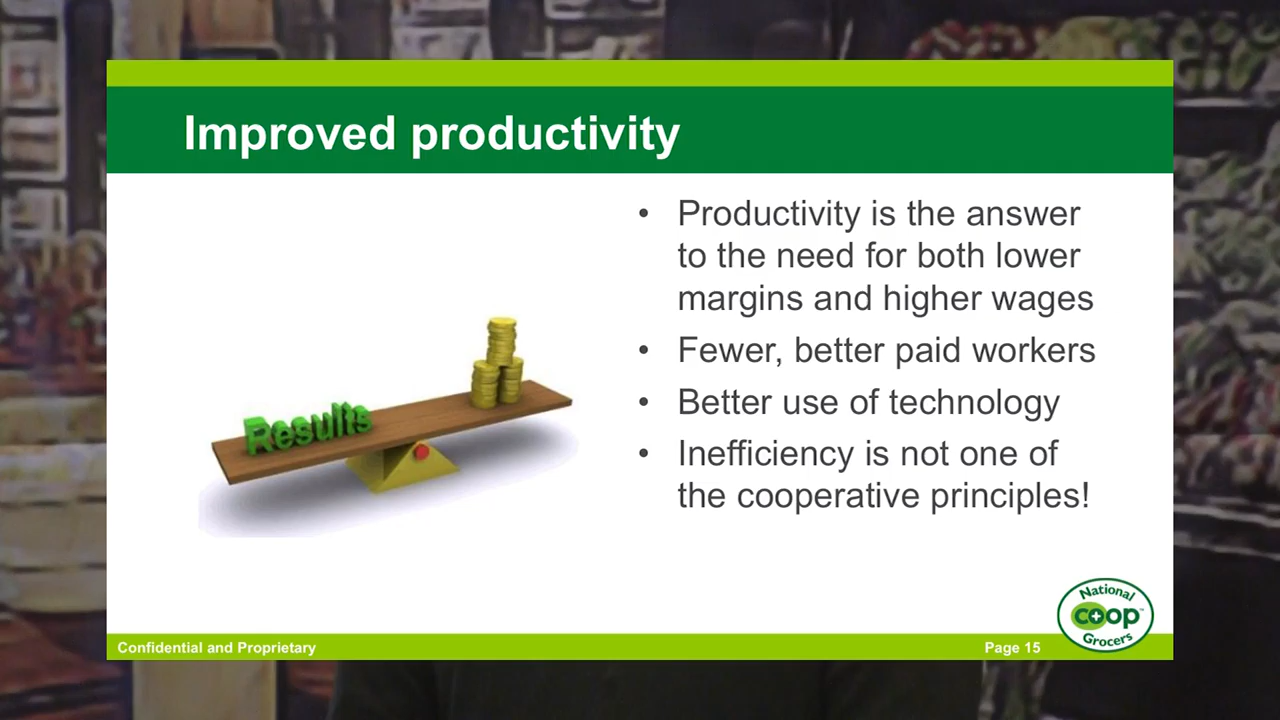 Improved productivity
Results
• Productivity is the answer
to the need for both lower
margins and higher wages
• Fewer, better paid workers
• Better use of technology
• Inefficiency is not one of
the cooperative principles!
National
co+op™
Grocers
Confidential and Proprietary
Page 15